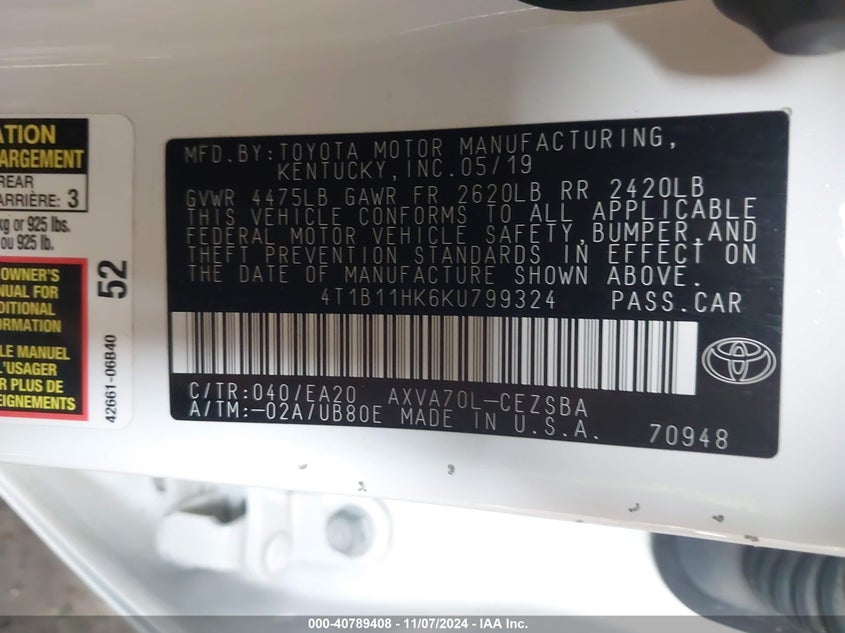 ATION
ARGEMENT
REAR
ARRIÈRE: 3
kg or 925 lbs.
ou 925 lb.
OWNER'S
NUAL FOR
DITIONAL
FORMATION
LE MANUEL
L'USAGER
R PLUS DE
EIGNEMENTS
52
42661-06B40
MFD.BY:TOYOTA MOTOR MANUFACTURING,
KENTUCKY,INC.05/19
GVWR 4475LB GAWR FR 2620LB RR 2420LB
THIS VEHICLE CONFORMS TO ALL APPLICABLE
FEDERAL MOTOR VEHICLE SAFETY,BUMPER,AND
THEFT PREVENTION STANDARDS IN EFFECT ON
THE DATE OF MANUFACTURE SHOWN ABOVE.
4T1B11HK6KU799324 PASS.CAR
C/TR:040/EA20 AXVA70L-CEZSBA
A/TM:-02A/UB80E MADE IN U.S.A. 70948
000-40789408 - 11/07/2024 - IAA Inc.